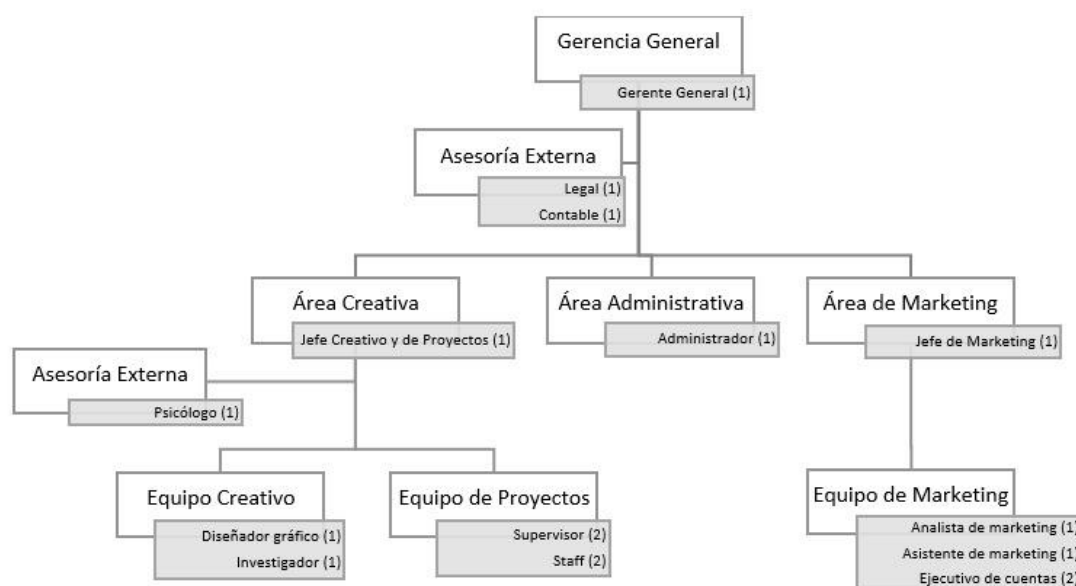 Gerencia General
Gerente General (1)
Asesoría Externa
Legal (1)
Contable (1)
Área Creativa
Jefe Creativo y de Proyectos (1)
Área Administrativa
Administrador (1)
Área de Marketing
Jefe de Marketing (1)
Asesoría Externa
Psicólogo (1)
Equipo Creativo
Diseñador gráfico (1)
Investigador (1)
Equipo de Proyectos
Supervisor (2)
Staff (2)
Equipo de Marketing
Analista de marketing (1)
Asistente de marketing (1)
Ejecutivo de cuentas (2)